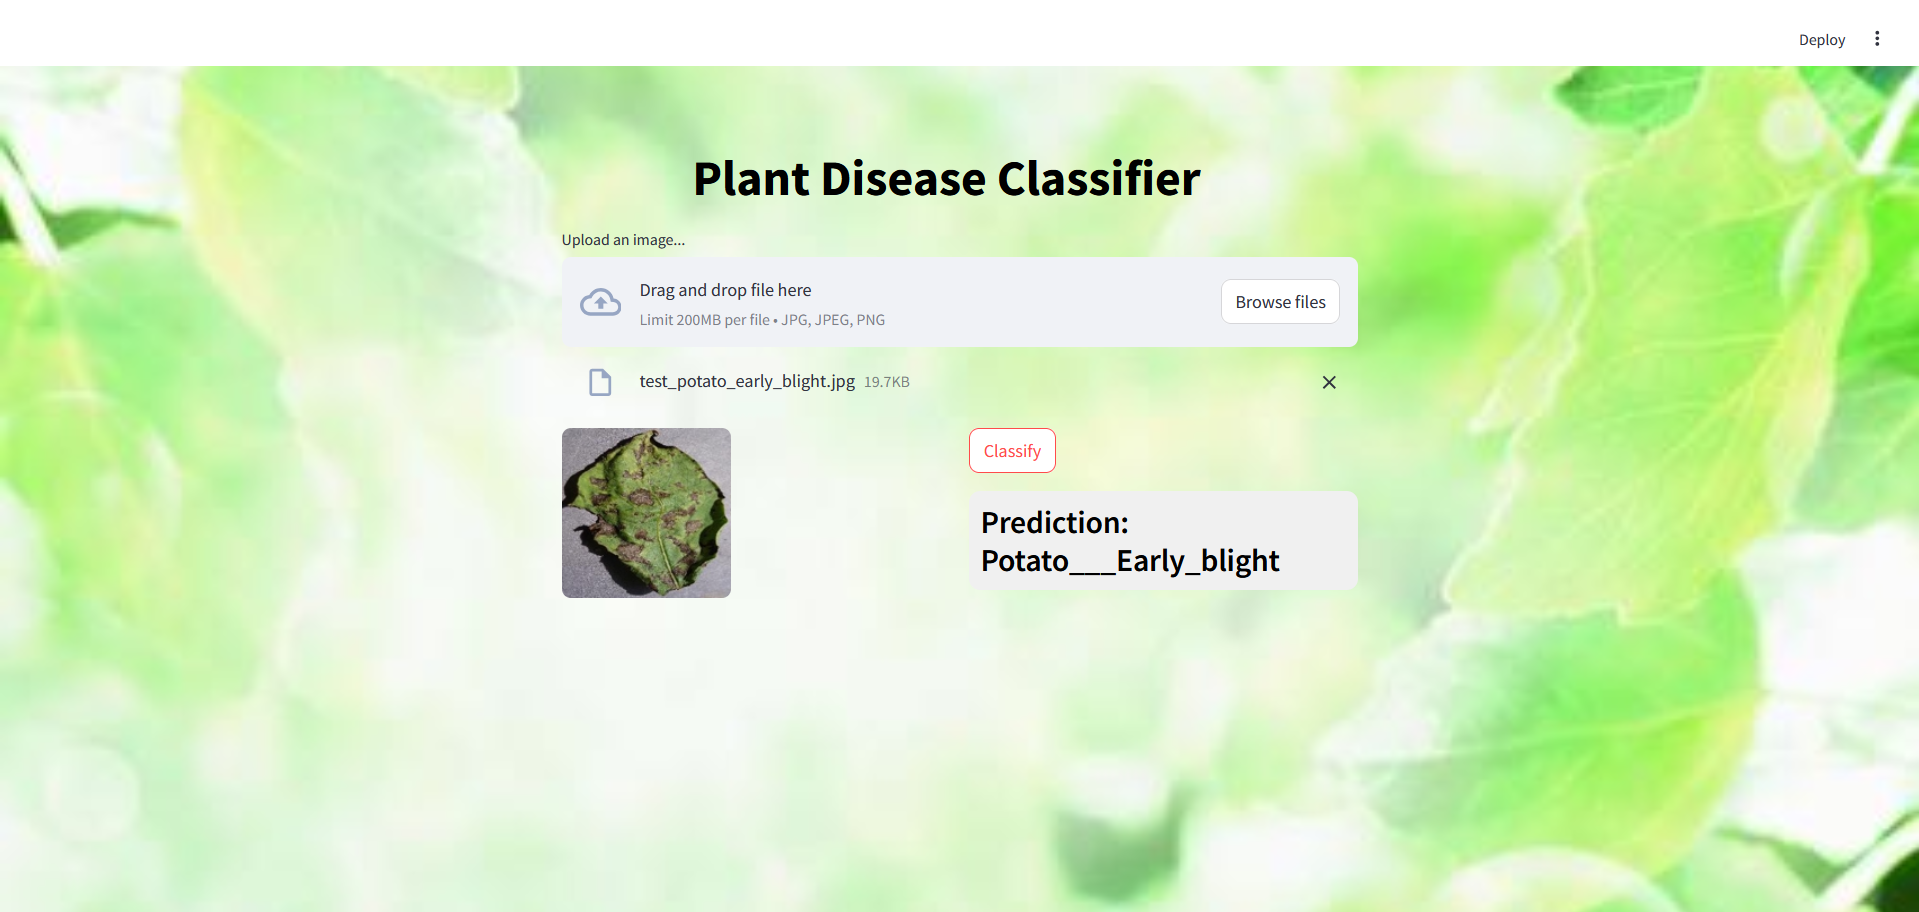 Deploy
Plant Disease Classifier
Upload an image...
Drag and drop file here
Limit 200MB per file • JPG, JPEG, PNG
Browse files
test_potato_early_blight.jpg 19.7KB
Classify
Prediction:
Potato___Early_blight